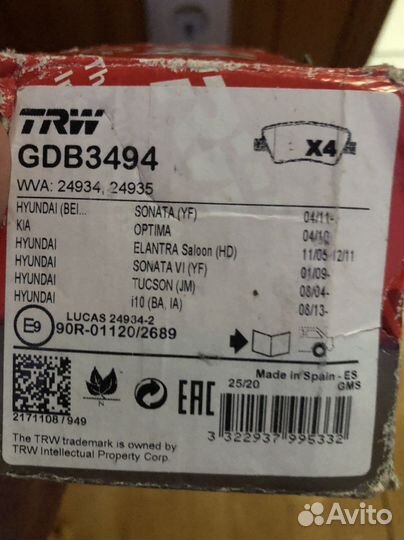 TRW
X4
GDB3494
WVA: 24934, 24935
HYUNDAI (BEI... SONATA (YF) 04/11-
KIA OPTIMA 04/10
HYUNDAI ELANTRA Saloon (HD) 11/05-12/11
HYUNDAI SONATA VI (YF) 01/09-
HYUNDAI TUCSON (JM) 08/04-
HYUNDAI i10 (BA, IA) 08/13-
LUCAS 24934-2
E9 90R-01120/2689
Made in Spain - ES
25/20 GMS
N
EAC
21711087949
3 322937 995332
The TRW trademark is owned by
TRW Intellectual Property Corp.
Avito